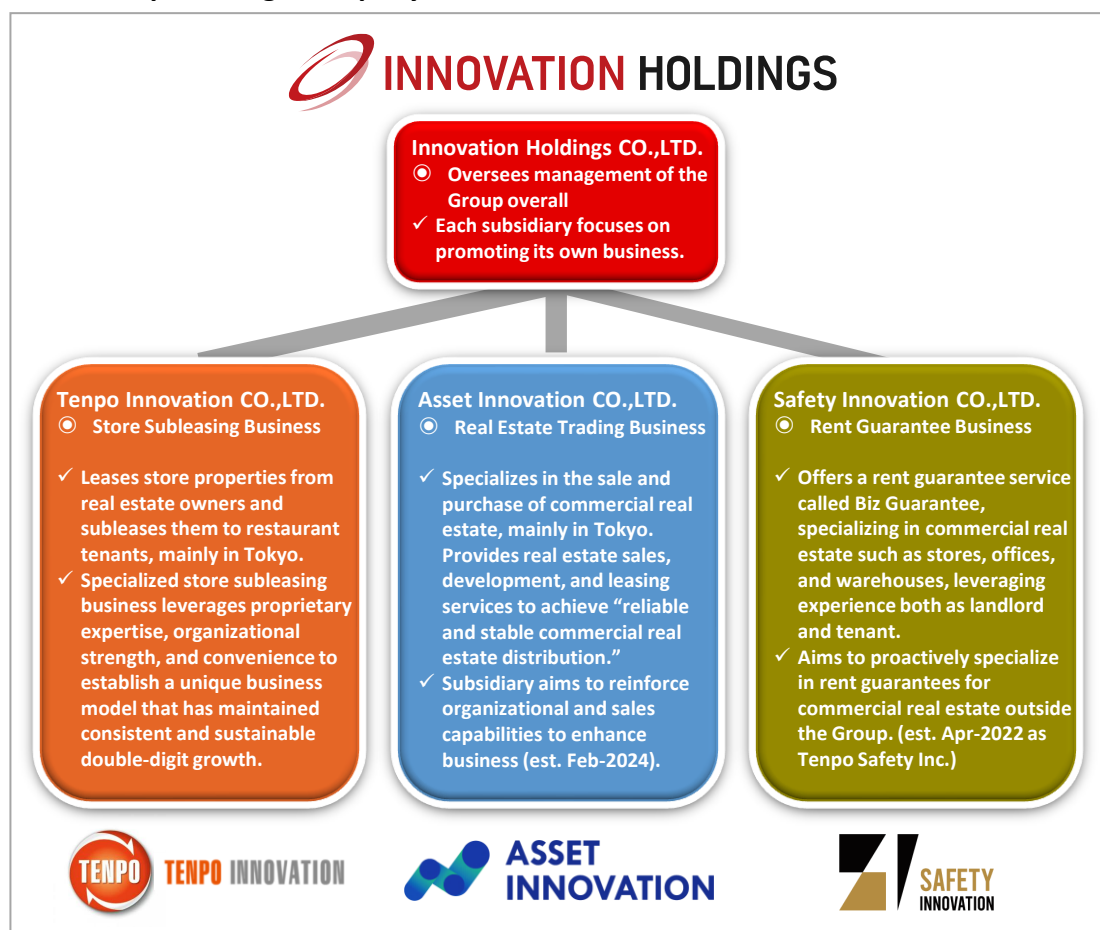 INNOVATION HOLDINGS
Innovation Holdings CO.,LTD.
◉ Oversees management of the
Group overall
✓ Each subsidiary focuses on
promoting its own business.
Tenpo Innovation CO.,LTD.
◉ Store Subleasing Business
✓ Leases store properties from
real estate owners and
subleases them to restaurant
tenants, mainly in Tokyo.
✓ Specialized store subleasing
business leverages proprietary
expertise, organizational
strength, and convenience to
establish a unique business
model that has maintained
consistent and sustainable
double-digit growth.
Asset Innovation CO.,LTD.
◉ Real Estate Trading Business
✓ Specializes in the sale and
purchase of commercial real
estate, mainly in Tokyo.
Provides real estate sales,
development, and leasing
services to achieve “reliable
and stable commercial real
estate distribution.”
✓ Subsidiary aims to reinforce
organizational and sales
capabilities to enhance
business (est. Feb-2024).
Safety Innovation CO.,LTD.
◉ Rent Guarantee Business
✓ Offers a rent guarantee service
called Biz Guarantee,
specializing in commercial real
estate such as stores, offices,
and warehouses, leveraging
experience both as landlord
and tenant.
✓ Aims to proactively specialize
in rent guarantees for
commercial real estate outside
the Group. (est. Apr-2022 as
Tenpo Safety Inc.)
TENPO TENPO INNOVATION
ASSET
INNOVATION
SAFETY
INNOVATION